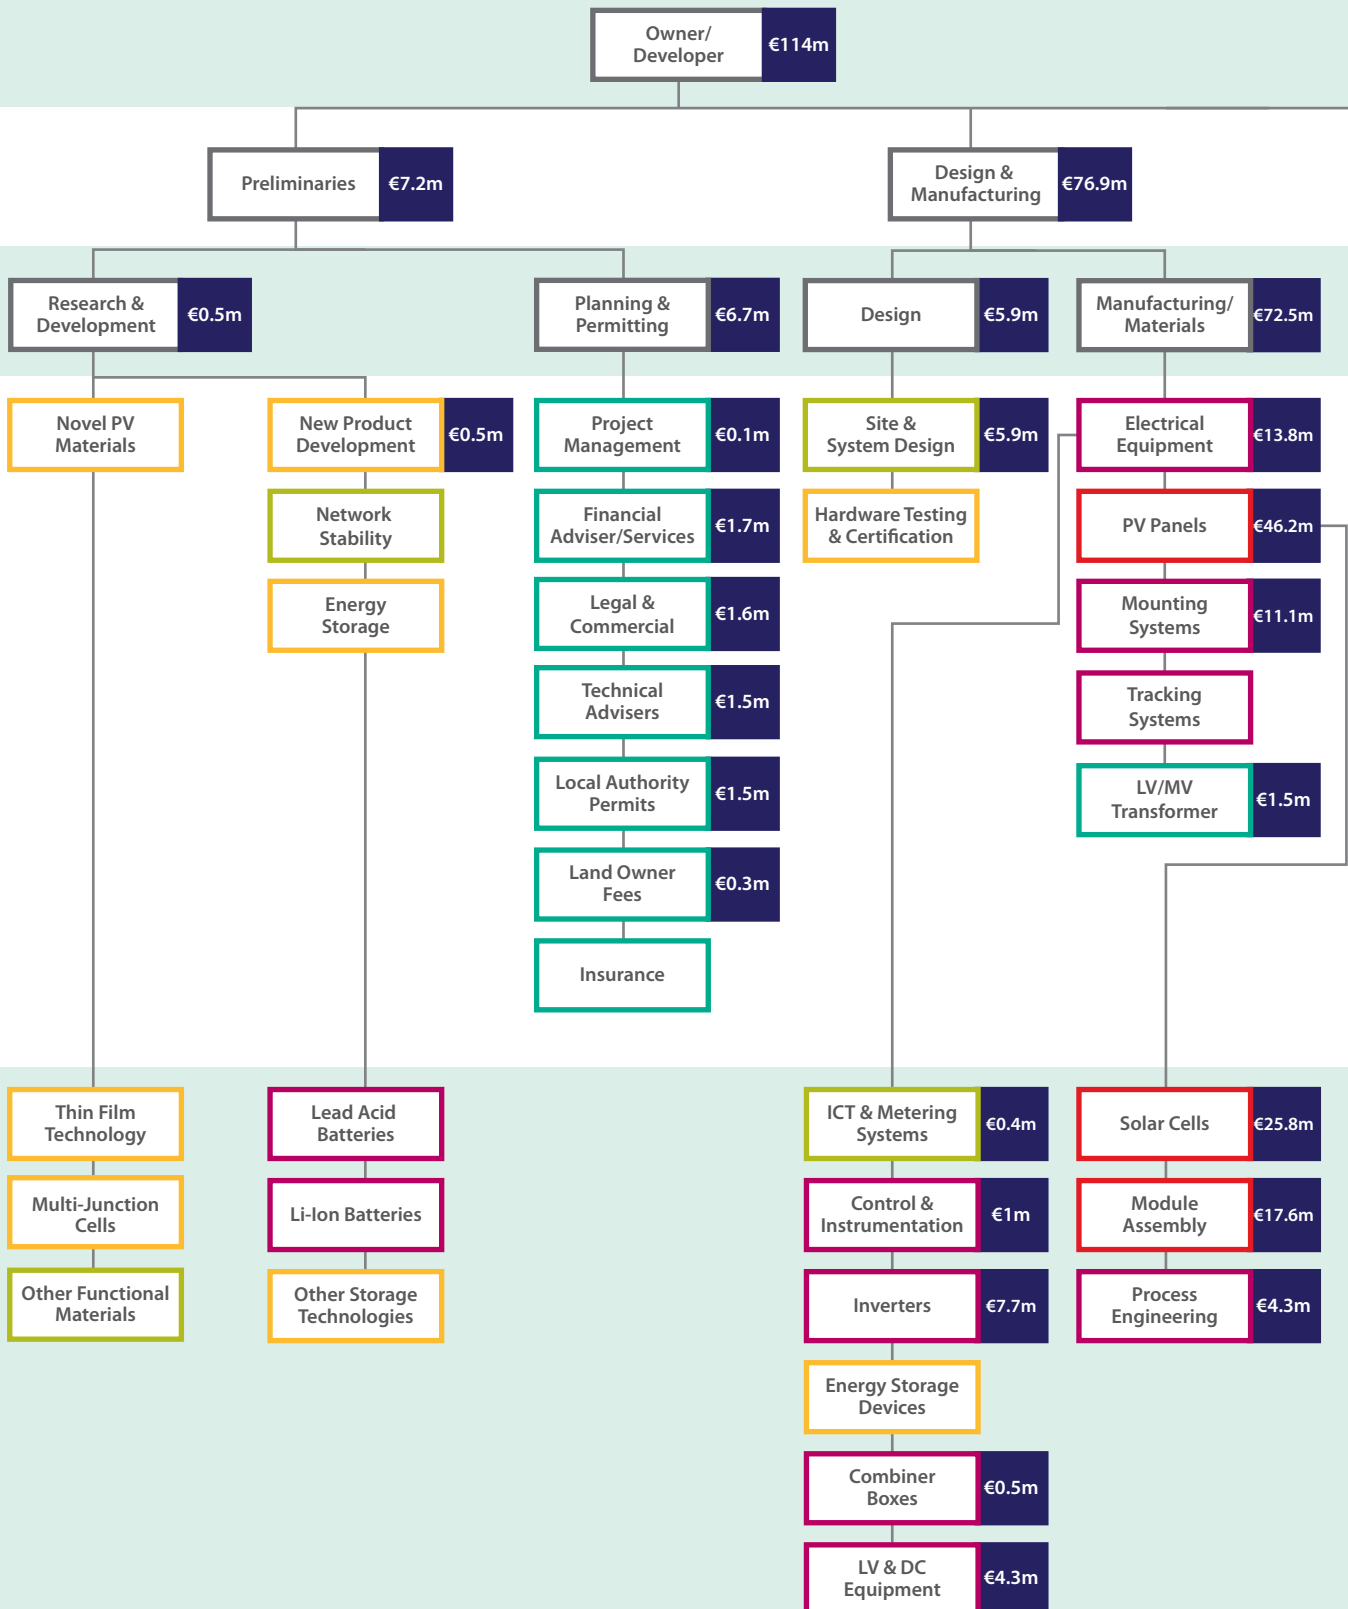 Owner/
Developer
€114m
Preliminaries
€7.2m
Design &
Manufacturing
€76.9m
Research &
Development
€0.5m
Planning &
Permitting
€6.7m
Design
€5.9m
Manufacturing/
Materials
€72.5m
Novel PV
Materials
New Product
Development
€0.5m
Network
Stability
Energy
Storage
Project
Management
€0.1m
Financial
Adviser/Services
€1.7m
Legal &
Commercial
€1.6m
Technical
Advisers
€1.5m
Local Authority
Permits
€1.5m
Land Owner
Fees
€0.3m
Insurance
Site &
System Design
€5.9m
Hardware Testing
& Certification
Electrical
Equipment
€13.8m
PV Panels
€46.2m
Mounting
Systems
€11.1m
Tracking
Systems
LV/MV
Transformer
€1.5m
Thin Film
Technology
Multi-Junction
Cells
Other Functional
Materials
Lead Acid
Batteries
Li-Ion Batteries
Other Storage
Technologies
ICT & Metering
Systems
€0.4m
Control &
Instrumentation
€1m
Inverters
€7.7m
Energy Storage
Devices
Combiner
Boxes
€0.5m
LV & DC
Equipment
€4.3m
Solar Cells
€25.8m
Module
Assembly
€17.6m
Process
Engineering
€4.3m